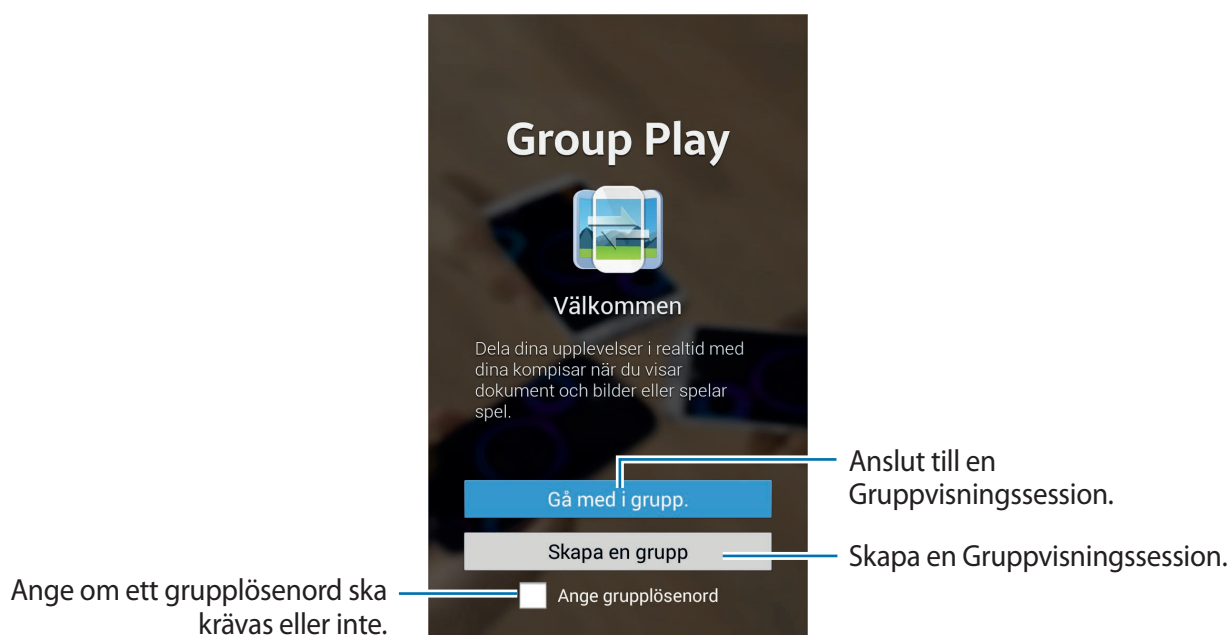 Group Play
Välkommen
Dela dina upplevelser i realtid med
dina kompisar när du visar
dokument och bilder eller spelar
spel.
Anslut till en
Gruppvisningssession.
Gå med i grupp.
Skapa en grupp
Skapa en Gruppvisningssession.
Ange om ett grupplösenord ska
krävas eller inte.
Ange grupplösenord